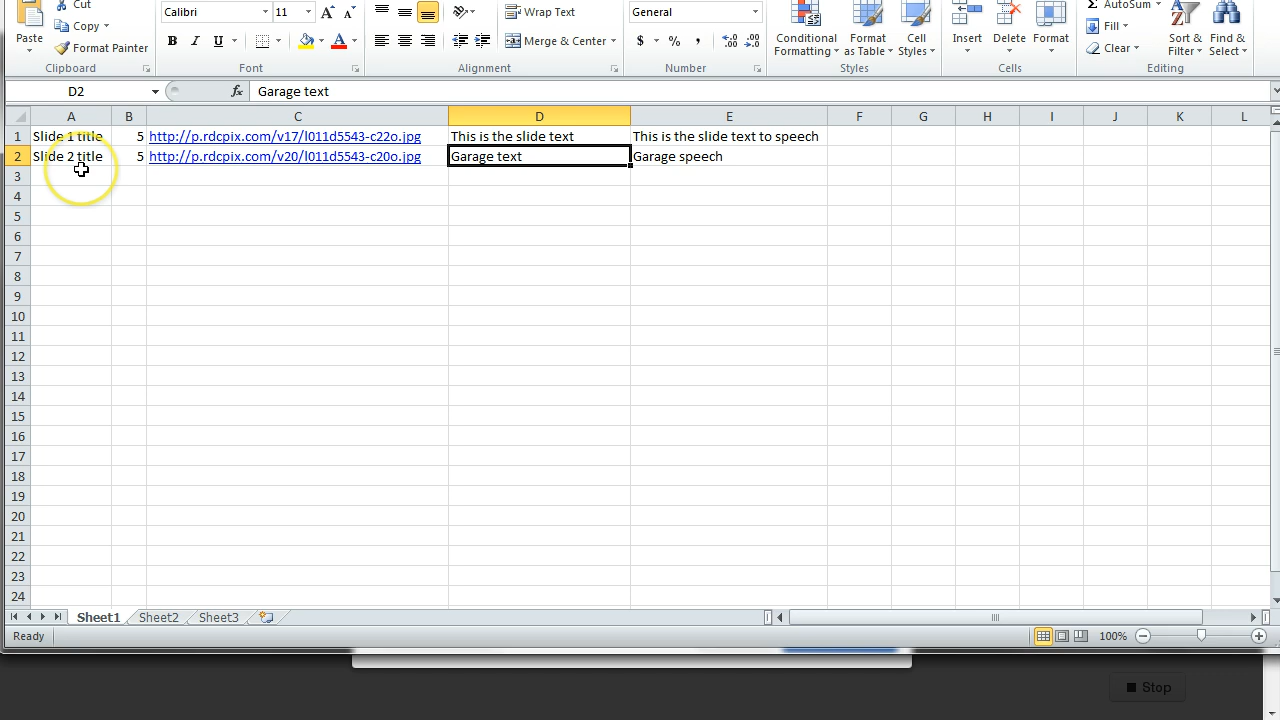 Cut
Calibri 11 Wrap Text General AutoSum
Paste Copy Conditional Formatting Format as Table Cell Styles Insert Delete Format Fill Sort & Filter Find & Select
Format Painter B I U Merge & Center $ % , Clear
Clipboard Font Alignment Number Styles Cells Editing
D2 fx Garage text
A B C D E F G H I J K L
1 Slide 1 title 5 http://p.rdcpix.com/v17/l011d5543-c22o.jpg This is the slide text This is the slide text to speech
2 Slide 2 title 5 http://p.rdcpix.com/v20/l011d5543-c20o.jpg Garage text Garage speech
3
4
5
6
7
8
9
10
11
12
13
14
15
16
17
18
19
20
21
22
23
24
Sheet1 Sheet2 Sheet3
Ready 100%
Stop